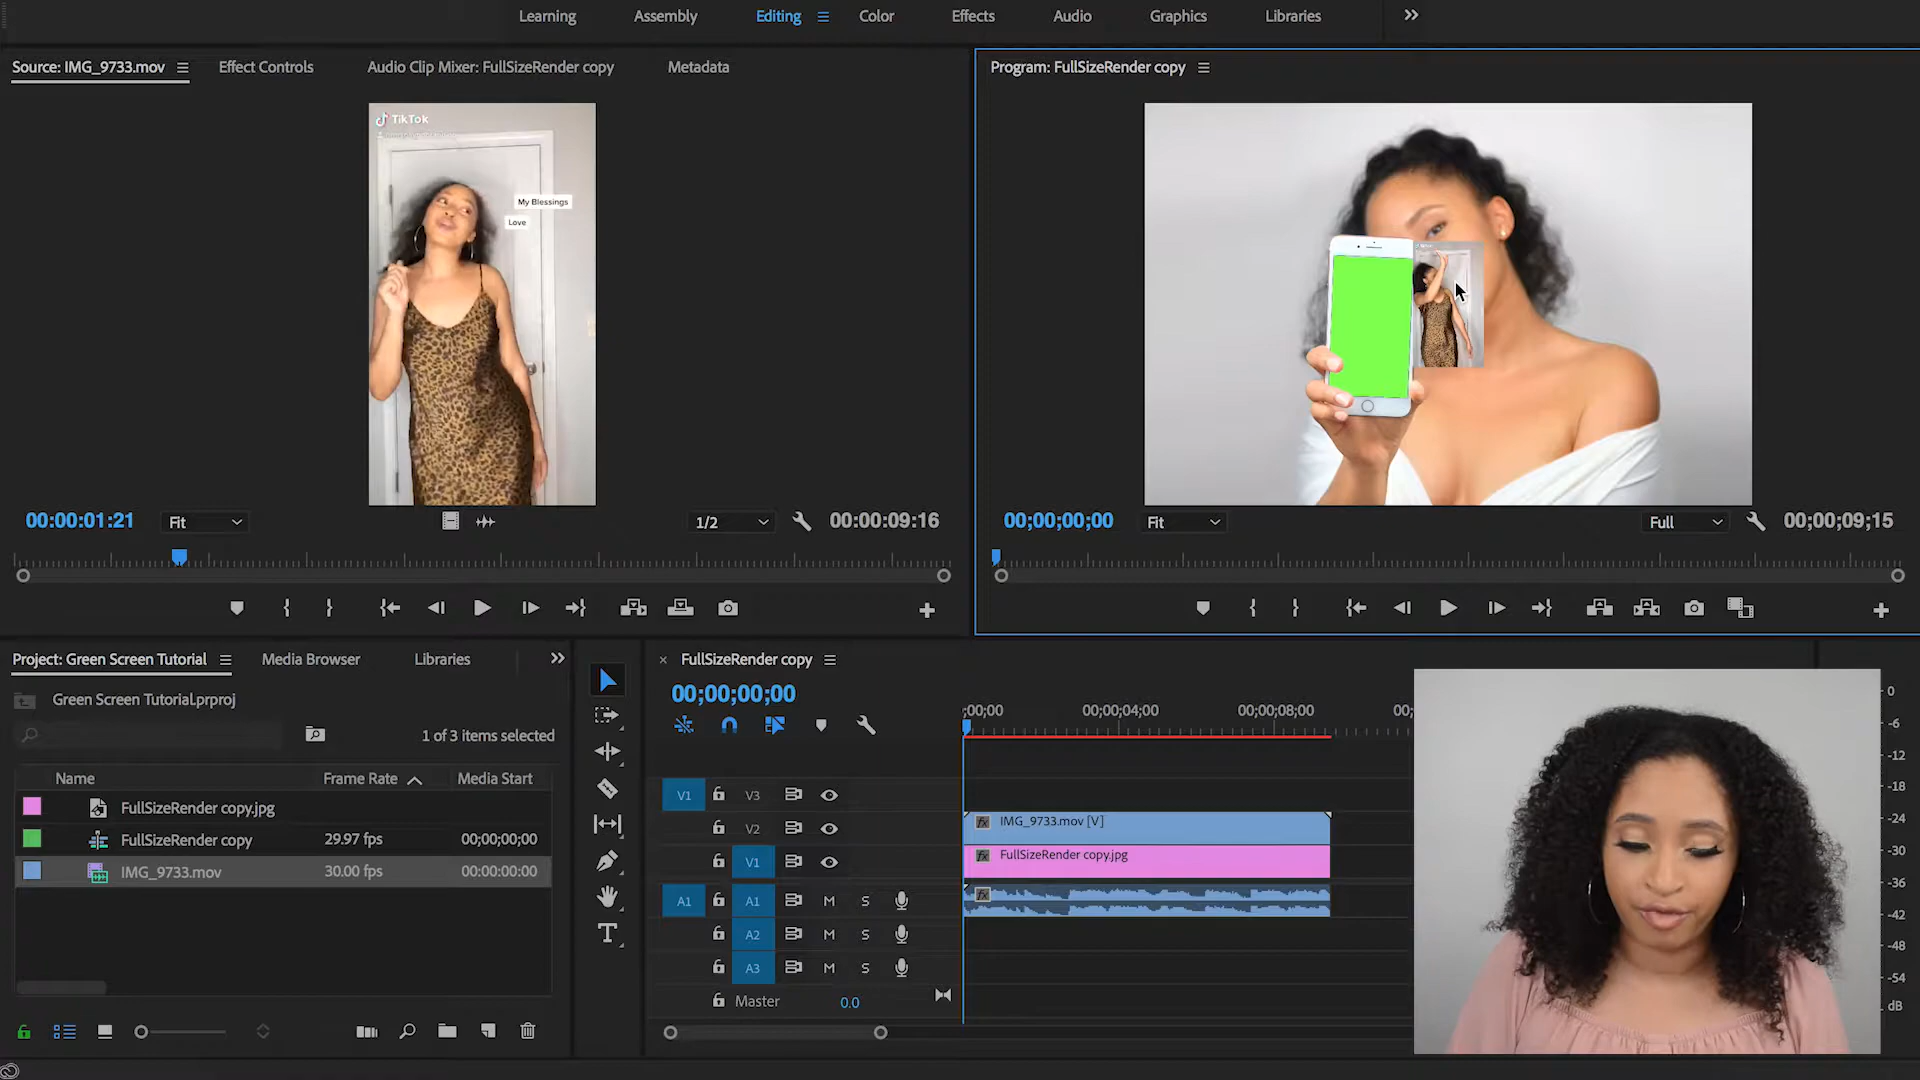 Learning Assembly Editing Color Effects Audio Graphics Libraries
Source: IMG_9733.mov Effect Controls Audio Clip Mixer: FullSizeRender copy Metadata
TikTok
My Blessings
Love
00:00:01:21 Fit 1/2 00:00:09:16
Program: FullSizeRender copy
00;00;00;00 Fit Full 00;00;09;15
Project: Green Screen Tutorial Media Browser Libraries
Green Screen Tutorial.prproj
1 of 3 items selected
Name Frame Rate Media Start
FullSizeRender copy.jpg
FullSizeRender copy 29.97 fps 00;00;00;00
IMG_9733.mov 30.00 fps 00:00:00:00
FullSizeRender copy
00;00;00;00
;00;00 00;00;04;00 00;00;08;00 00;
V1 V3
V2 IMG_9733.mov [V]
V1 FullSizeRender copy.jpg
A1 A1 M S
A2 M S
A3 M S
Master 0.0
0
-6
-12
-18
-24
-30
-36
-42
-48
-54
dB